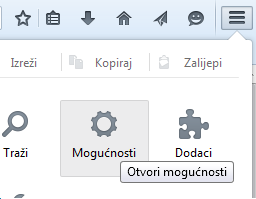 Izreži Kopiraj Zalijepi
Traži Mogućnosti Dodaci
Otvori mogućnosti